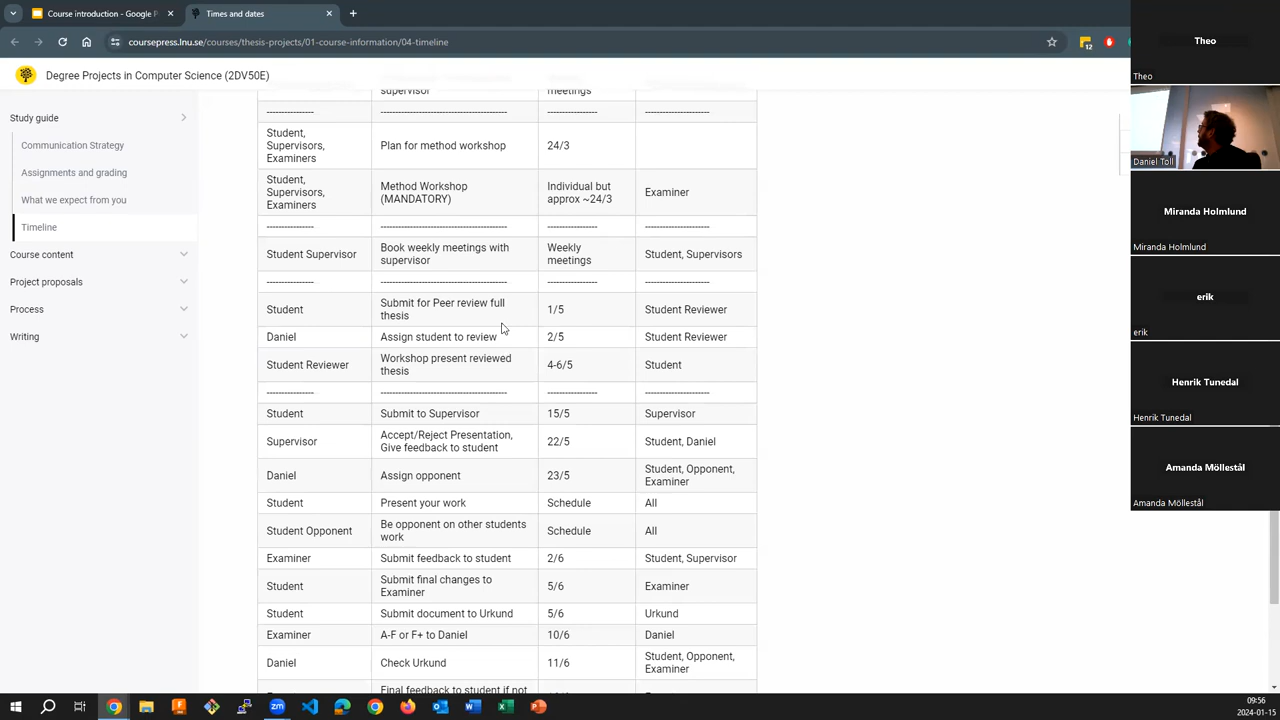 Course introduction - Google P
Times and dates
coursepress.lnu.se/courses/thesis-projects/01-course-information/04-timeline
12
Degree Projects in Computer Science (2DV50E)
Study guide
Communication Strategy
Assignments and grading
What we expect from you
Timeline
Course content
Project proposals
Process
Writing
supervisor
meetings
---------------
Student,
Supervisors,
Examiners
Plan for method workshop
24/3
Student,
Supervisors,
Examiners
Method Workshop
(MANDATORY)
Individual but
approx ~24/3
Examiner
Student Supervisor
Book weekly meetings with
supervisor
Weekly
meetings
Student, Supervisors
Student
Submit for Peer review full
thesis
1/5
Student Reviewer
Daniel
Assign student to review
2/5
Student Reviewer
Student Reviewer
Workshop present reviewed
thesis
4-6/5
Student
Student
Submit to Supervisor
15/5
Supervisor
Supervisor
Accept/Reject Presentation,
Give feedback to student
22/5
Student, Daniel
Daniel
Assign opponent
23/5
Student, Opponent,
Examiner
Student
Present your work
Schedule
All
Student Opponent
Be opponent on other students
work
Schedule
All
Examiner
Submit feedback to student
2/6
Student, Supervisor
Student
Submit final changes to
Examiner
5/6
Examiner
Student
Submit document to Urkund
5/6
Urkund
Examiner
A-F or F+ to Daniel
10/6
Daniel
Daniel
Check Urkund
11/6
Student, Opponent,
Examiner
Final feedback to student if not
Theo
Theo
Daniel Toll
Miranda Holmlund
Miranda Holmlund
erik
erik
Henrik Tunedal
Henrik Tunedal
Amanda Möllestål
Amanda Möllestål
09:56
2024-01-15